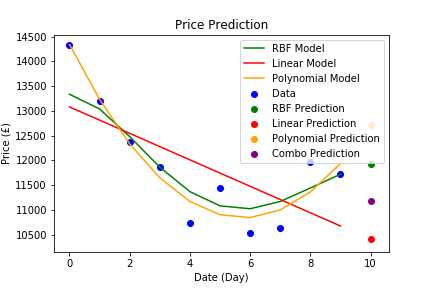 Price Prediction
14500
14000
13500
13000
12500
12000
11500
11000
10500
Price (£)
RBF Model
Linear Model
Polynomial Model
Data
RBF Prediction
Linear Prediction
Polynomial Prediction
Combo Prediction
0
2
4
6
8
10
Date (Day)